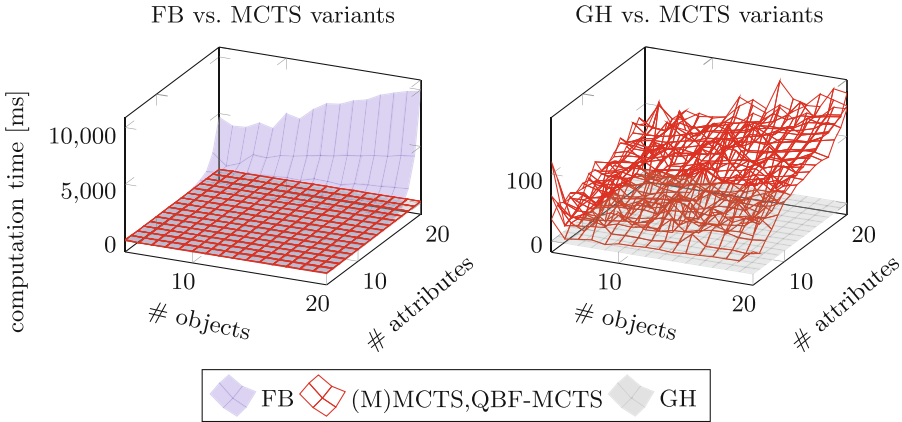 FB vs. MCTS variants
GH vs. MCTS variants
computation time [ms]
10,000
5,000
0
10
20
# objects
10
20
# attributes
100
0
10
20
# objects
10
20
# attributes
FB
(M)MCTS,QBF-MCTS
GH